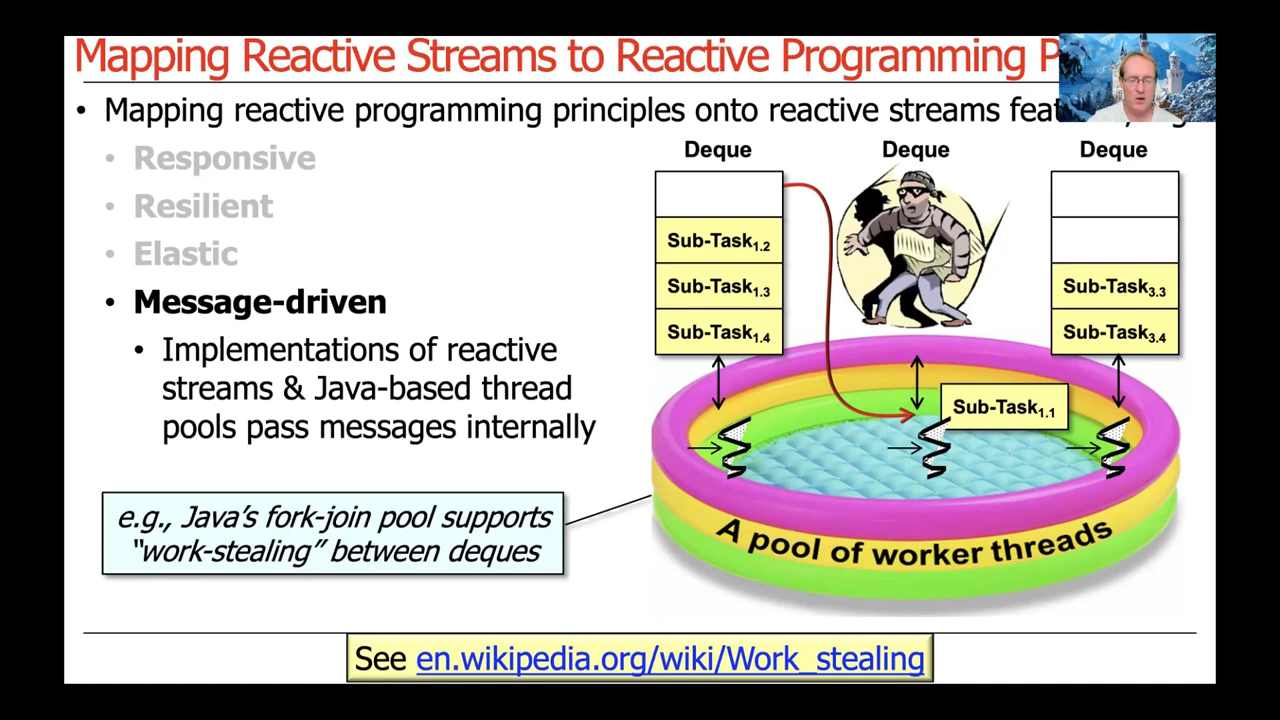 Mapping Reactive Streams to Reactive Programming P
• Mapping reactive programming principles onto reactive streams
• Responsive
• Resilient
• Elastic
• Message-driven
• Implementations of reactive
streams & Java-based thread
pools pass messages internally
e.g., Java's fork-join pool supports
“work-stealing” between deques
Deque
Deque
Deque
Sub-Task1.2
Sub-Task1.3
Sub-Task1.4
Sub-Task3.3
Sub-Task3.4
Sub-Task1.1
A pool of worker threads
See en.wikipedia.org/wiki/Work_stealing